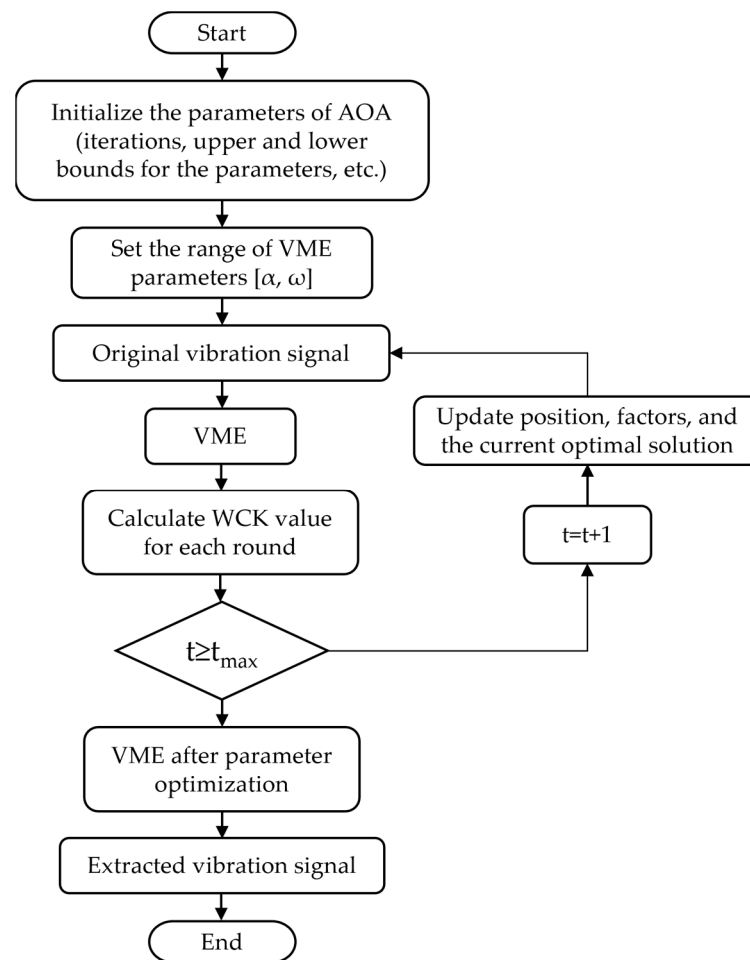 Start
Initialize the parameters of AOA
(iterations, upper and lower
bounds for the parameters, etc.)
Set the range of VME
parameters [α, ω]
Original vibration signal
VME
Update position, factors, and
the current optimal solution
Calculate WCK value
for each round
t=t+1
t≥tmax
VME after parameter
optimization
Extracted vibration signal
End